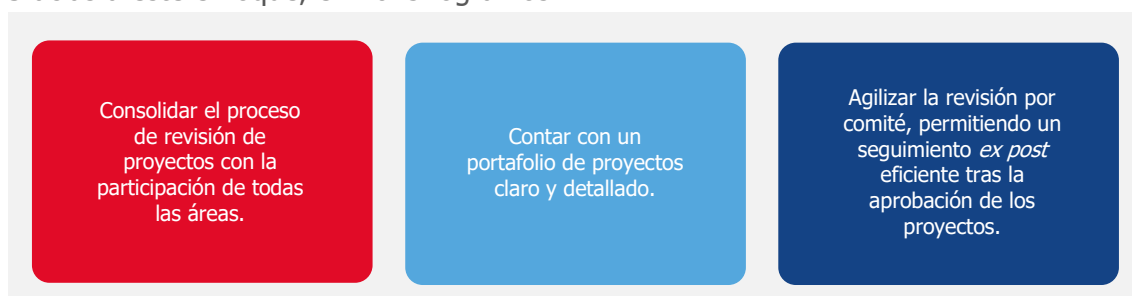 Consolidar el proceso
de revisión de
proyectos con la
participación de todas
las áreas.
Contar con un
portafolio de proyectos
claro y detallado.
Agilizar la revisión por
comité, permitiendo un
seguimiento ex post
eficiente tras la
aprobación de los
proyectos.